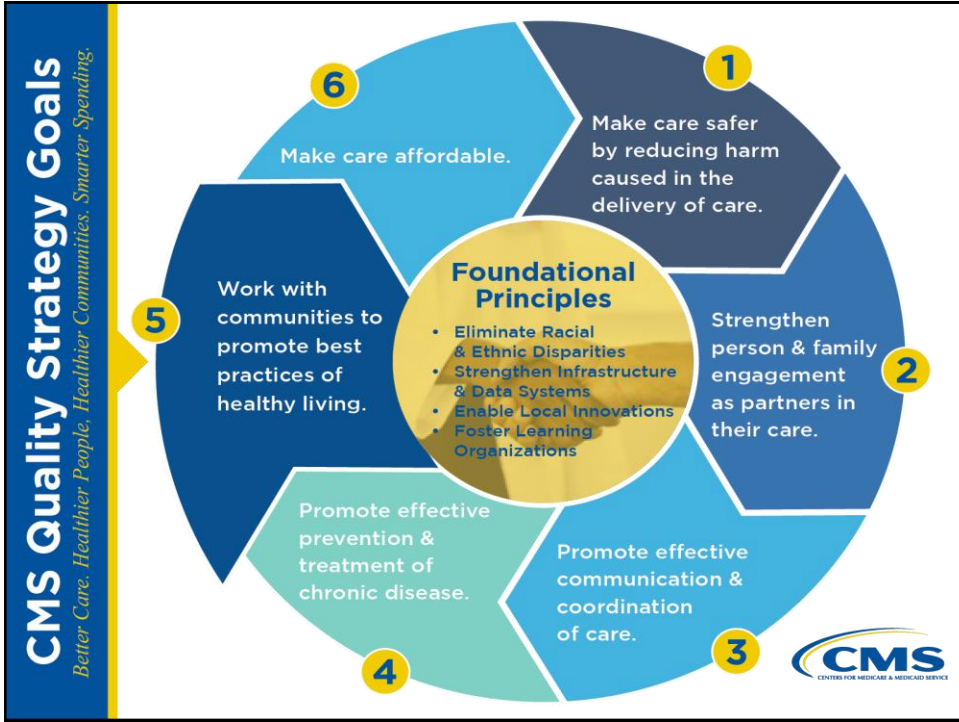 CMS Quality Strategy Goals
Better Care. Healthier People, Healthier Communities. Smarter Spending.
1
Make care safer
by reducing harm
caused in the
delivery of care.
2
Strengthen
person & family
engagement
as partners in
their care.
3
Promote effective
communication &
coordination
of care.
4
Promote effective
prevention &
treatment of
chronic disease.
5
Work with
communities to
promote best
practices of
healthy living.
6
Make care affordable.
Foundational
Principles
• Eliminate Racial
& Ethnic Disparities
• Strengthen Infrastructure
& Data Systems
• Enable Local Innovations
• Foster Learning
Organizations
CMS
CENTERS FOR MEDICARE & MEDICAID SERVICE